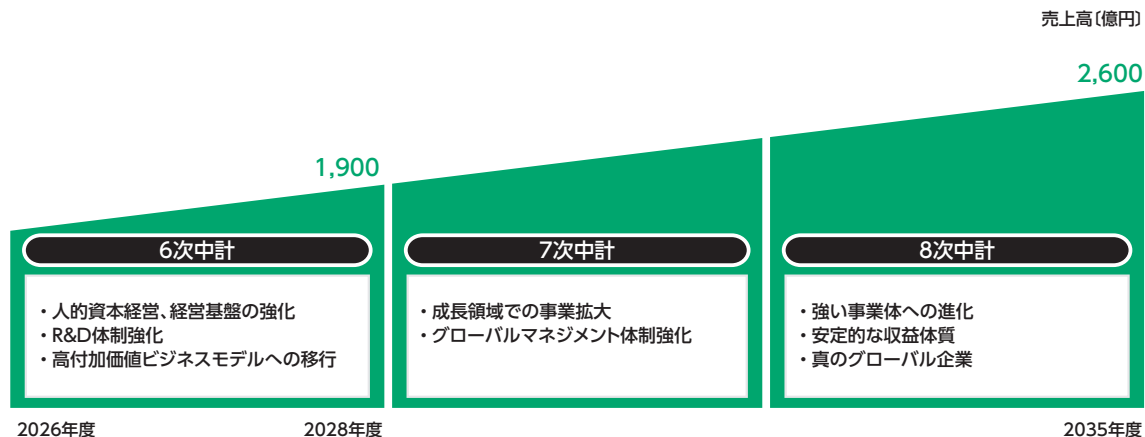 売上高〔億円〕
2,600
1,900
6次中計
・人的資本経営、経営基盤の強化
・R&D体制強化
・高付加価値ビジネスモデルへの移行
7次中計
・成長領域での事業拡大
・グローバルマネジメント体制強化
8次中計
・強い事業体への進化
・安定的な収益体質
・真のグローバル企業
2026年度
2028年度
2035年度